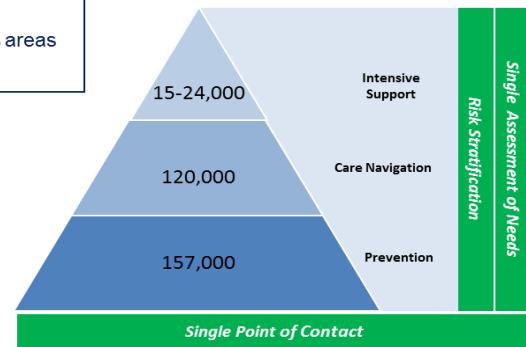 areas
15-24,000
Intensive
Support
120,000
Care Navigation
157,000
Prevention
Risk Stratification
Single Assessment of Needs
Single Point of Contact